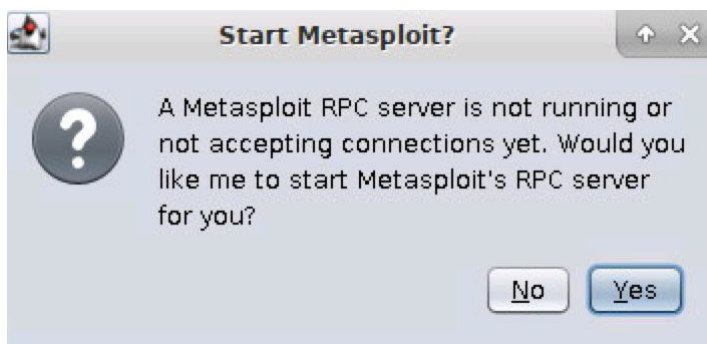 Start Metasploit?
A Metasploit RPC server is not running or
not accepting connections yet. Would you
like me to start Metasploit's RPC server
for you?
No
Yes